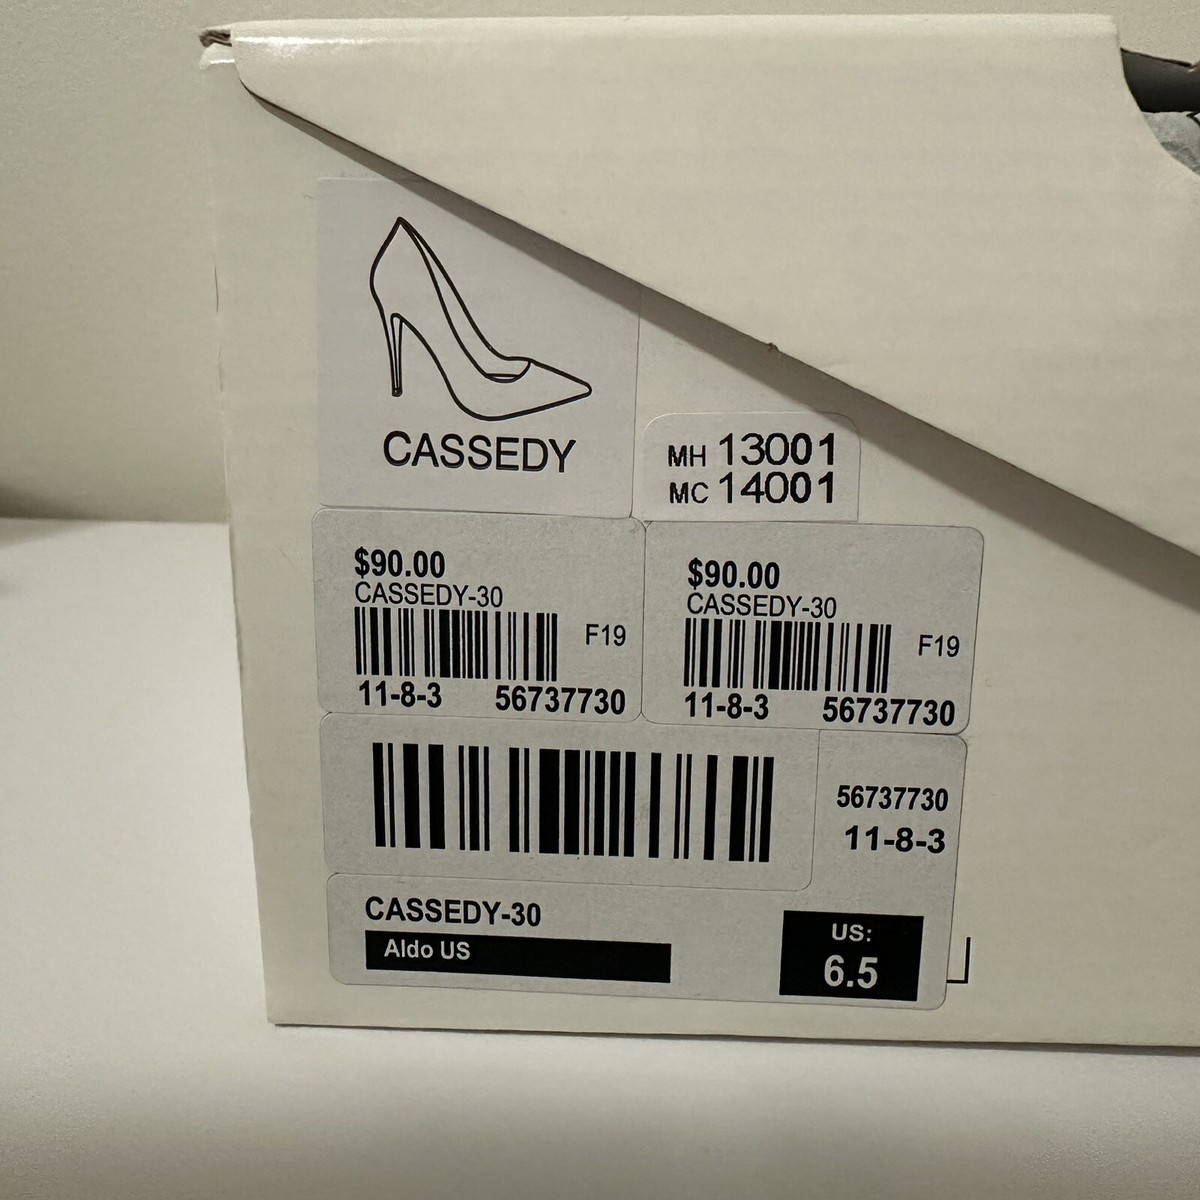 CASSEDY
MH 13001
MC 14001
$90.00
CASSEDY-30
F19
11-8-3 56737730
$90.00
CASSEDY-30
F19
11-8-3 56737730
56737730
11-8-3
CASSEDY-30
Aldo US
US:
6.5